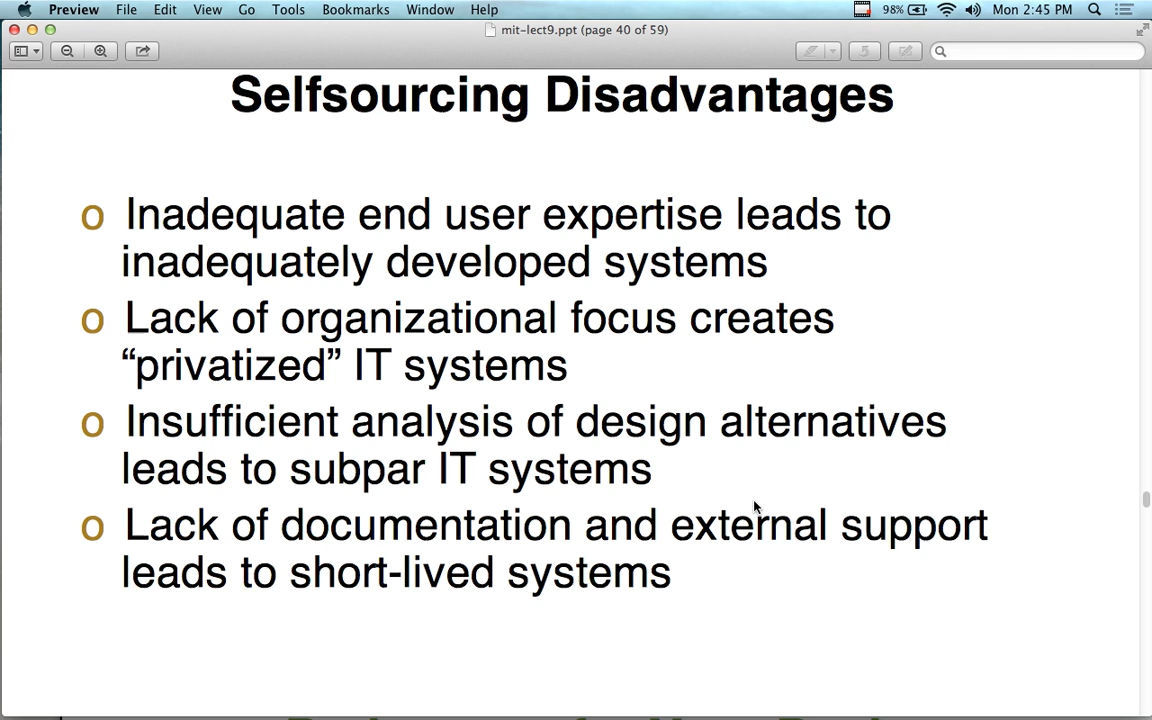 Preview File Edit View Go Tools Bookmarks Window Help 98% Mon 2:45 PM
mit-lect9.ppt (page 40 of 59)
Selfsourcing Disadvantages
o Inadequate end user expertise leads to
inadequately developed systems
o Lack of organizational focus creates
“privatized” IT systems
o Insufficient analysis of design alternatives
leads to subpar IT systems
o Lack of documentation and external support
leads to short-lived systems